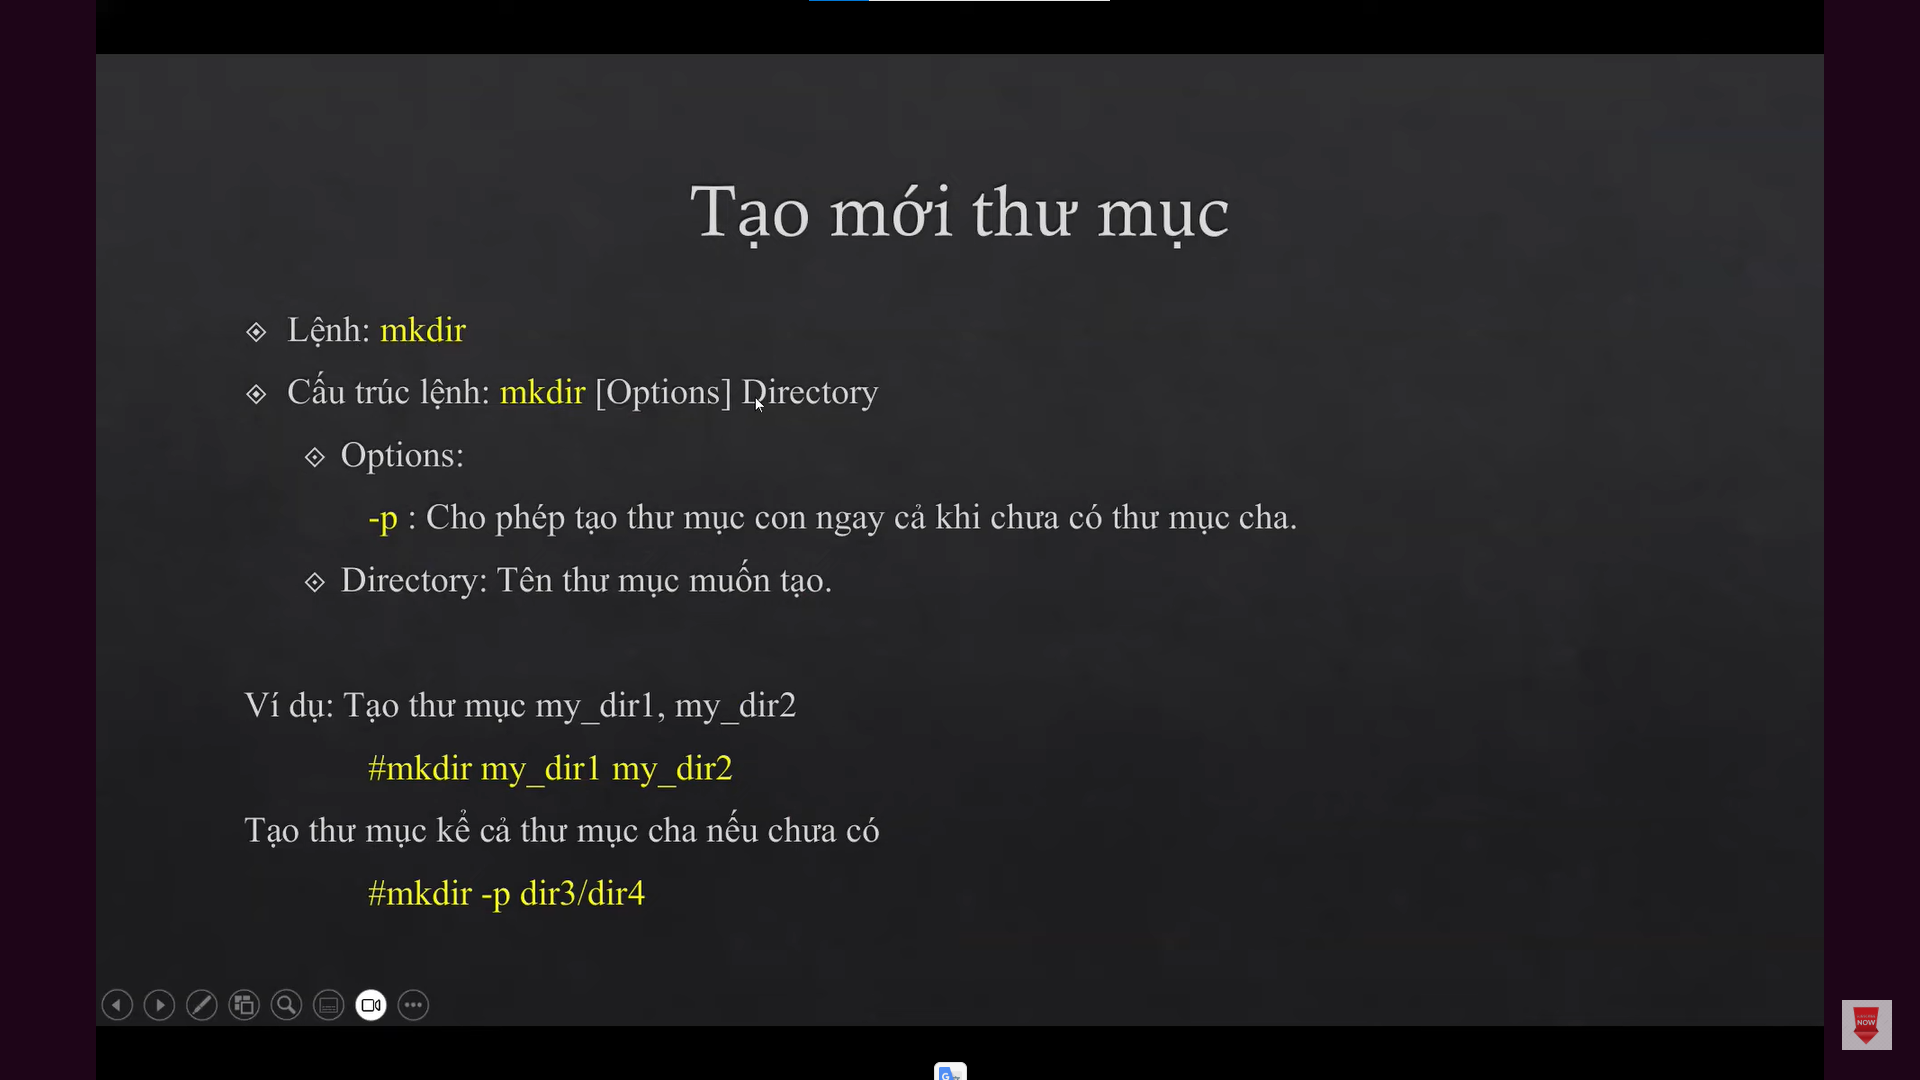 Tạo mới thư mục
Lệnh: mkdir
Cấu trúc lệnh: mkdir [Options] Directory
Options:
-p : Cho phép tạo thư mục con ngay cả khi chưa có thư mục cha.
Directory: Tên thư mục muốn tạo.
Ví dụ: Tạo thư mục my_dir1, my_dir2
#mkdir my_dir1 my_dir2
Tạo thư mục kể cả thư mục cha nếu chưa có
#mkdir -p dir3/dir4
NOW